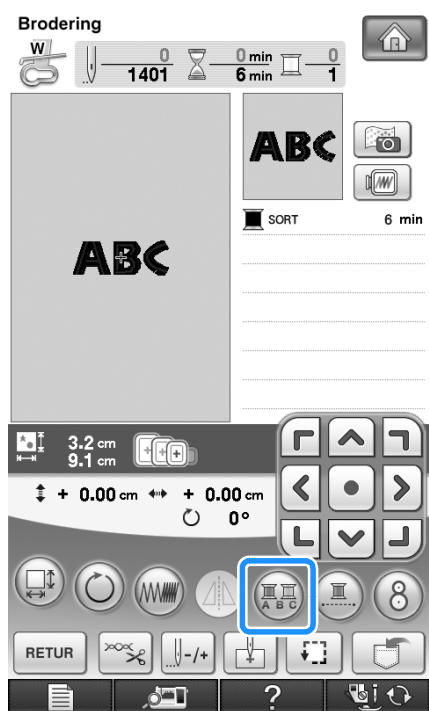 Brodering
W
0 0 min 0
1401 6 min 1
ABC
SORT 6 min
ABC
3.2 cm
9.1 cm
+ 0.00 cm + 0.00 cm
0°
A B C
8
RETUR -/+
? i